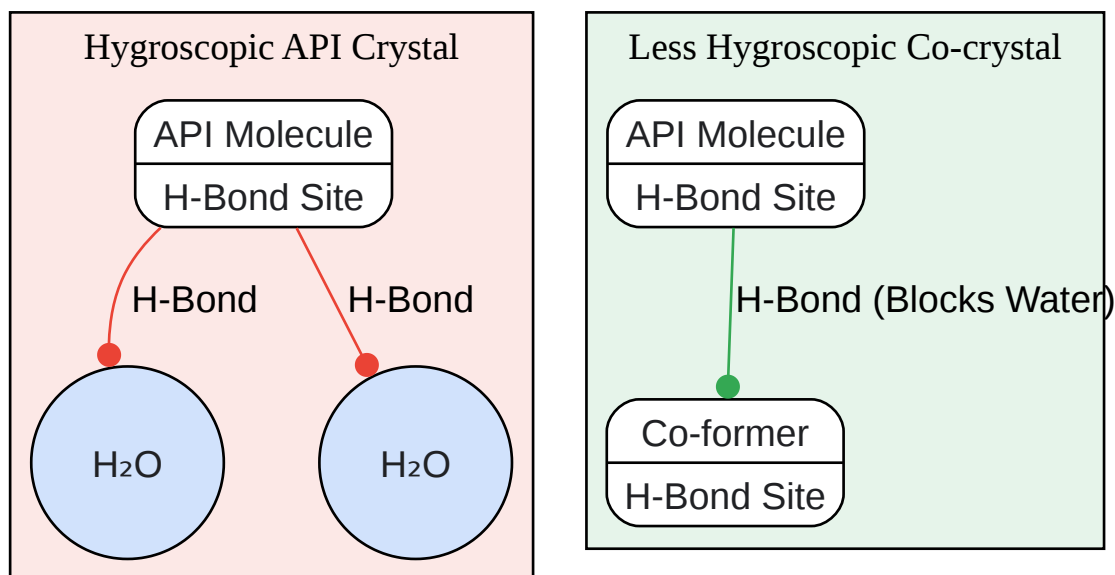 Hygroscopic API Crystal
API Molecule
H-Bond Site
H-Bond
H-Bond
H₂O
H₂O
Less Hygroscopic Co-crystal
API Molecule
H-Bond Site
H-Bond (Blocks Water)
Co-former
H-Bond Site